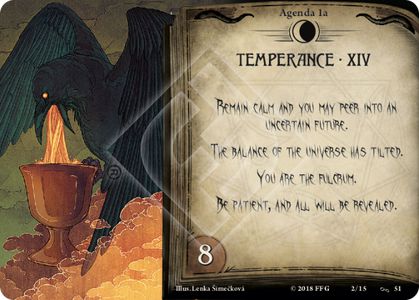 Agenda 1a
TEMPERANCE · XIV
REMAIN CALM AND YOU MAY PEER INTO AN
UNCERTAIN FUTURE.
THE BALANCE OF THE UNIVERSE HAS TILTED.
YOU ARE THE FULCRUM.
BE PATIENT, AND ALL WILL BE REVEALED.
8
Illus. Lenka Šimečková © 2018 FFG 2/15 51